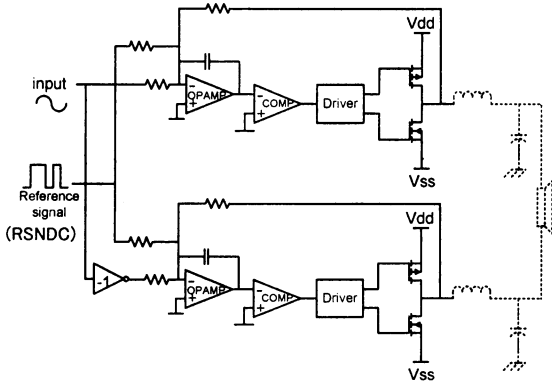 Vdd
input
OPAMP
COMP
Driver
Vss
Reference
signal
(RSNDC)
Vdd
-1
OPAMP
COMP
Driver
Vss